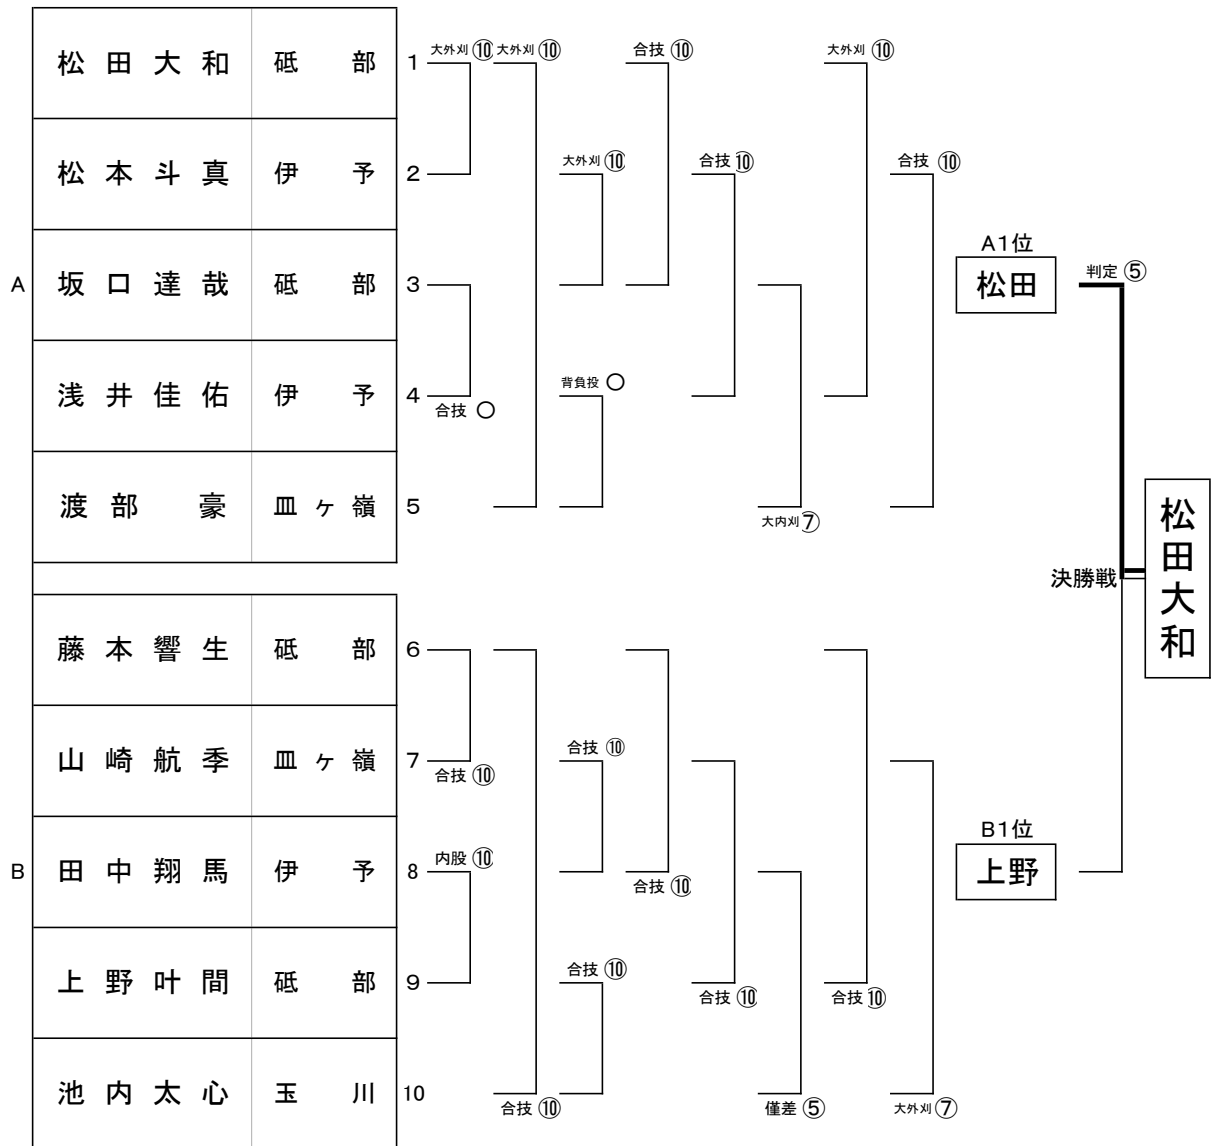 大外刈 ⑩ 大外刈 ⑩ 合技 ⑩ 大外刈 ⑩
松田大和 砥部 1
大外刈 ⑩ 合技 ⑩ 合技 ⑩
松本斗真 伊予 2
A1位
判定 ⑤
A 坂口達哉 砥部 3 松田
背負投 ○
浅井佳佑 伊予 4
合技 ○
渡部 豪 皿ヶ嶺 5
大内刈 ⑦
決勝戦
松田大和
藤本響生 砥部 6
合技 ⑩
山崎航季 皿ヶ嶺 7
合技 ⑩
B1位
内股 ⑩
B 田中翔馬 伊予 8 上野
合技 ⑩
合技 ⑩
上野叶間 砥部 9
合技 ⑩ 合技 ⑩
池内太心 玉川 10
合技 ⑩ 僅差 ⑤ 大外刈 ⑦